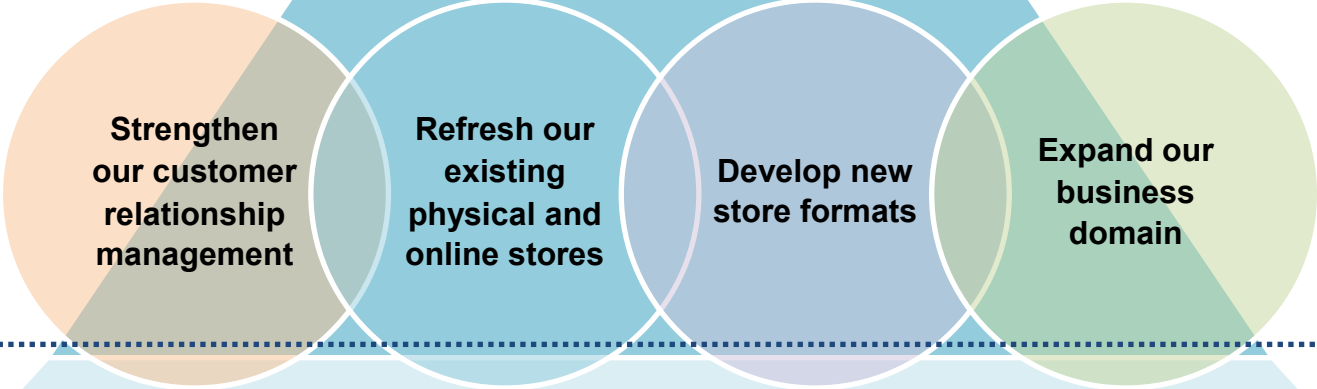 Strengthen
our customer
relationship
management
Refresh our
existing
physical and
online stores
Develop new
store formats
Expand our
business
domain